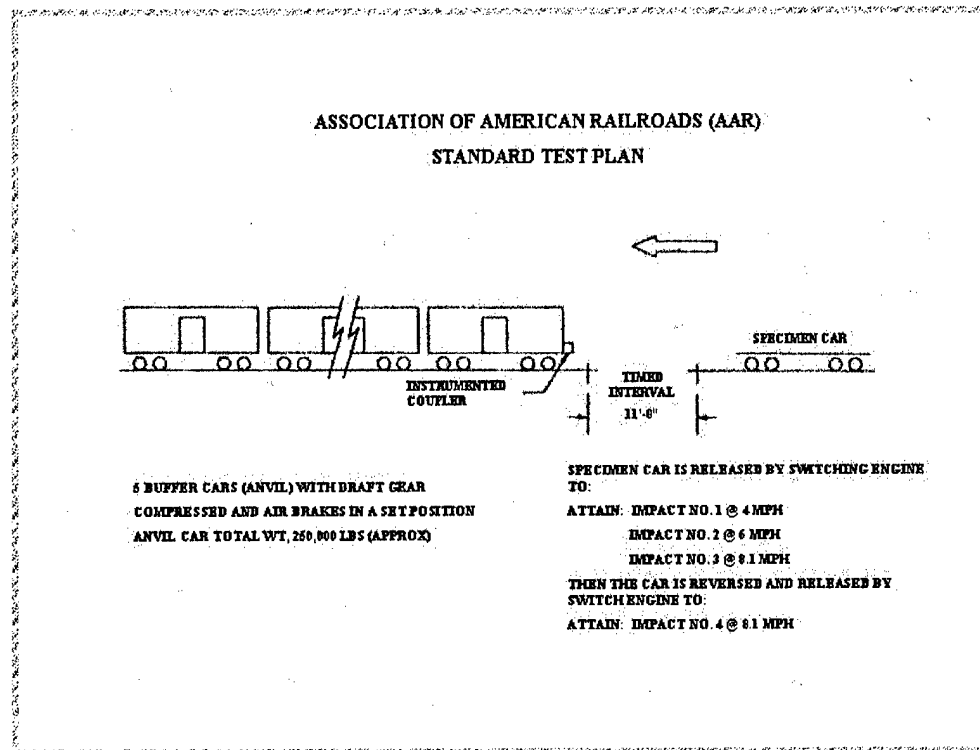 ASSOCIATION OF AMERICAN RAILROADS (AAR)
STANDARD TEST PLAN
SPECIMEN CAR
INSTRUMENTED
COUPLER
TIMED
INTERVAL
11'-6"
5 BUFFER CARS (ANVIL) WITH DRAFT GEAR
COMPRESSED AND AIR BRAKES IN A SET POSITION
ANVIL CAR TOTAL WT, 250,000 LBS (APPROX)
SPECIMEN CAR IS RELEASED BY SWITCHING ENGINE
TO:
ATTAIN: IMPACT NO. 1 @ 4 MPH
IMPACT NO. 2 @ 6 MPH
IMPACT NO. 3 @ 8.1 MPH
THEN THE CAR IS REVERSED AND RELEASED BY
SWITCH ENGINE TO:
ATTAIN: IMPACT NO. 4 @ 8.1 MPH